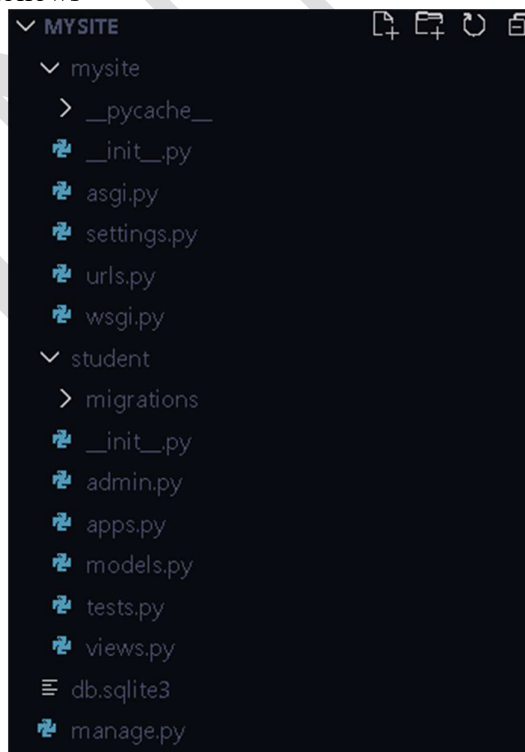 MYSITE
mysite
__pycache__
__init__.py
asgi.py
settings.py
urls.py
wsgi.py
student
migrations
__init__.py
admin.py
apps.py
models.py
tests.py
views.py
db.sqlite3
manage.py